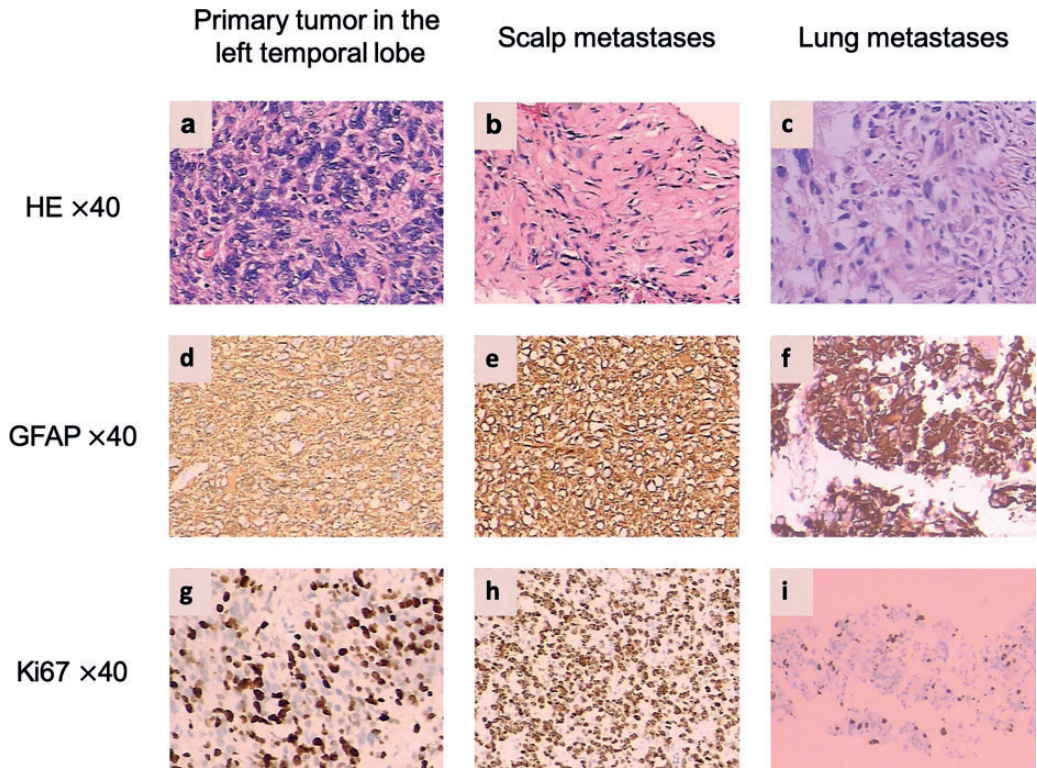 Primary tumor in the
left temporal lobe
Scalp metastases
Lung metastases
HE ×40
a
b
c
GFAP ×40
d
e
f
Ki67 ×40
g
h
i